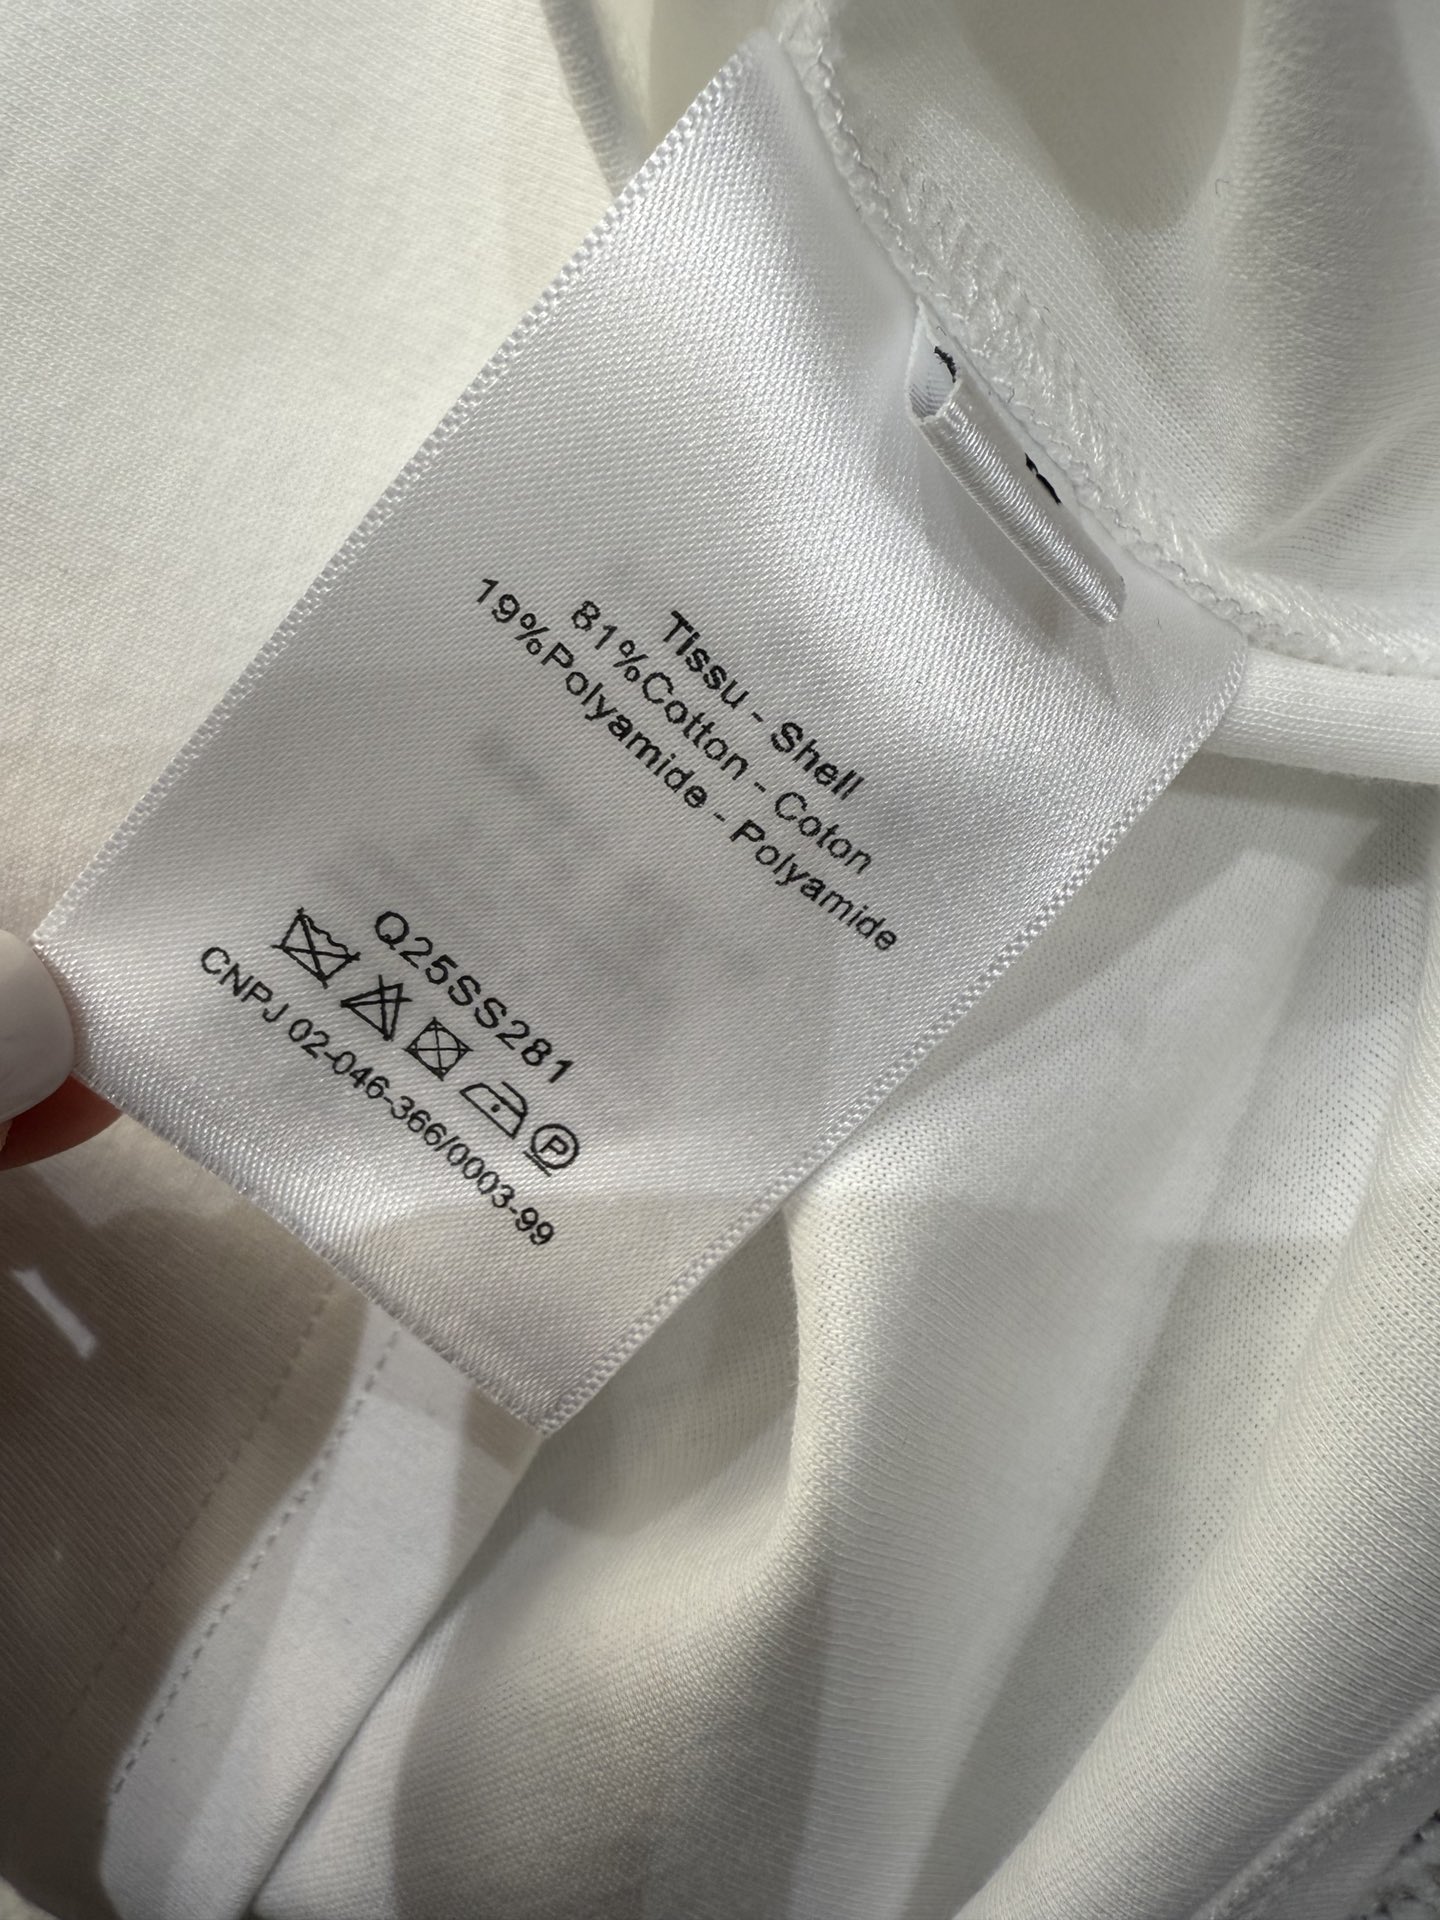 Tissu - Shell
81%Cotton - Coton
19%Polyamide - Polyamide
Q25SS281
P
CNPJ 02-046-366/0003-99